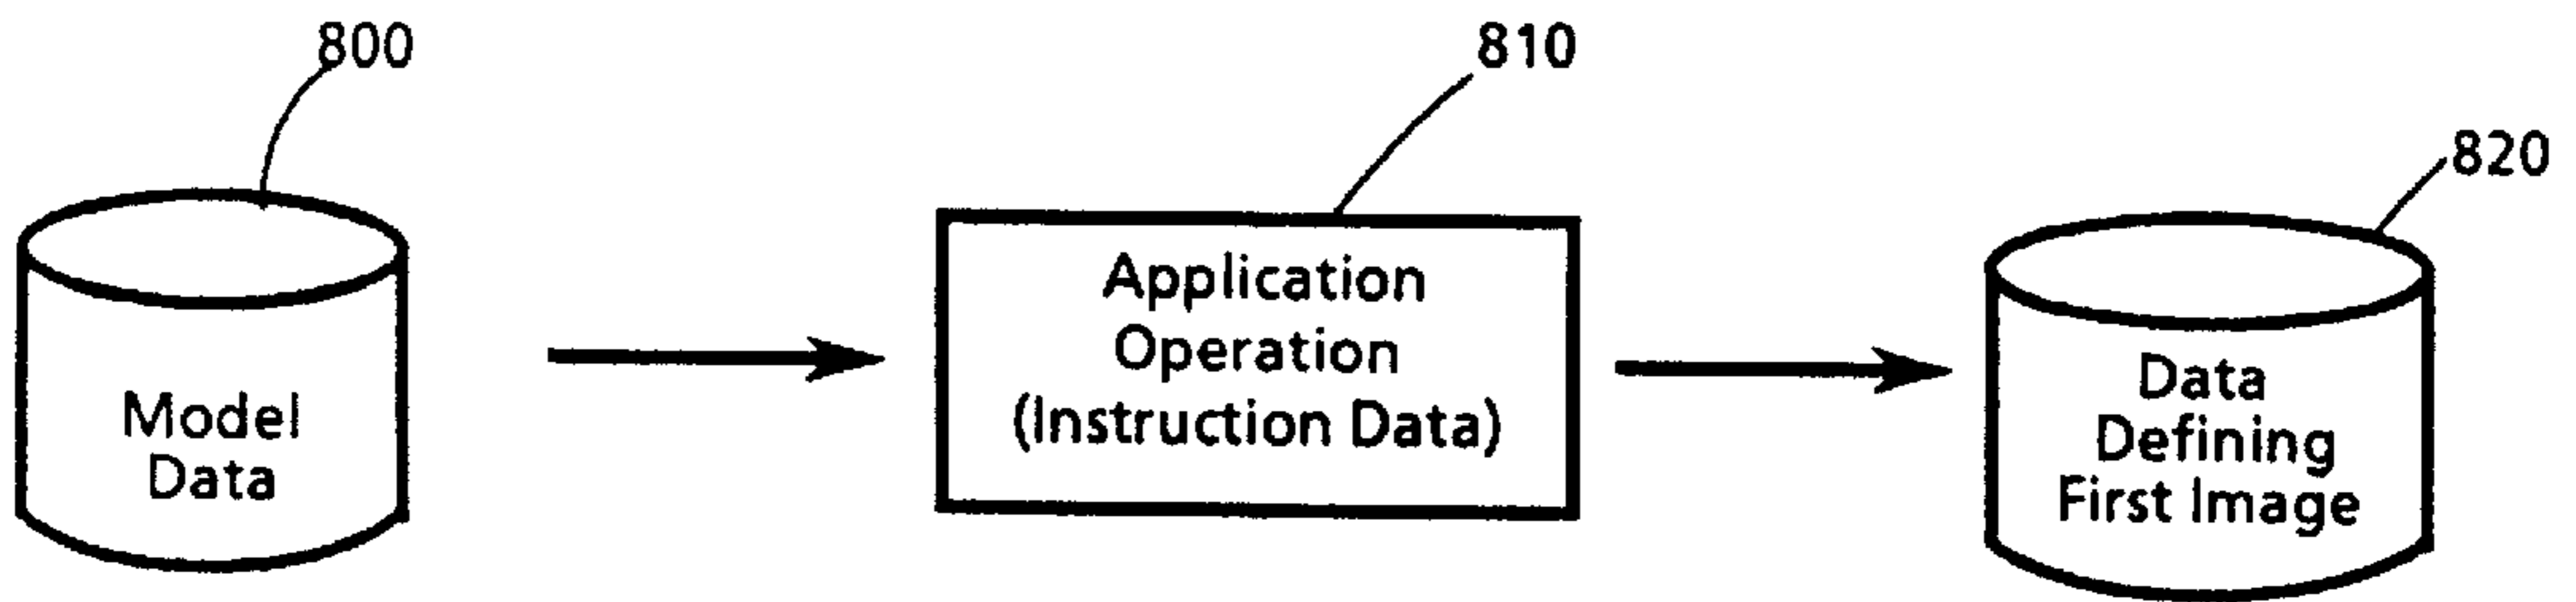 800
810
820
Model
Data
Application
Operation
(Instruction Data)
Data
Defining
First Image